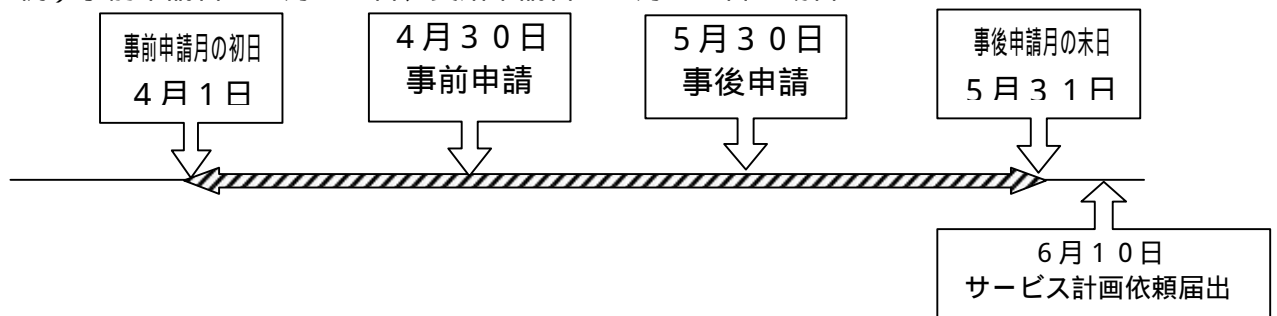 事前申請月の初日
４月１日
４月３０日
事前申請
５月３０日
事後申請
事後申請月の末日
５月３１日
６月１０日
サービス計画依頼届出